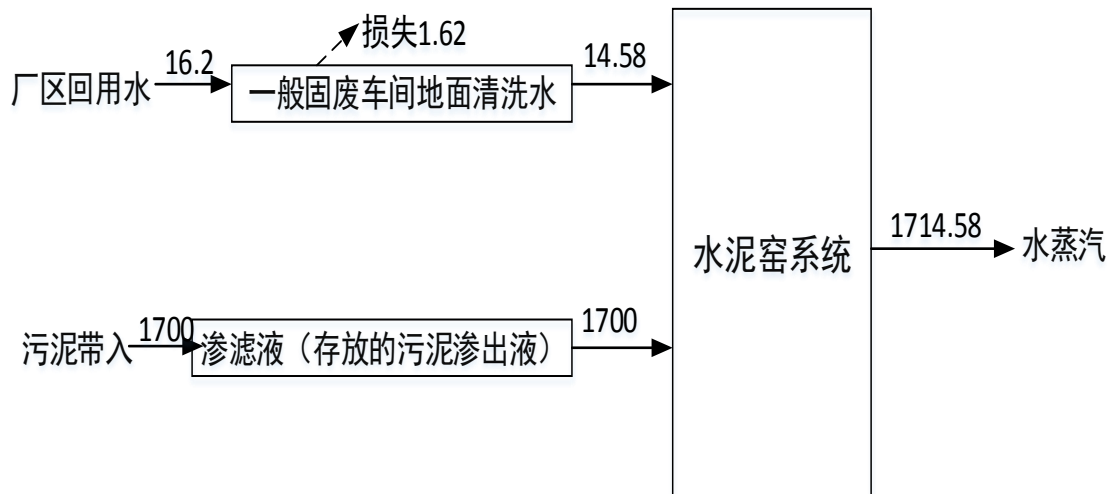 损失1.62
厂区回用水
16.2
一般固废车间地面清洗水
14.58
水泥窑系统
1714.58
水蒸汽
污泥带入
1700
渗滤液（存放的污泥渗出液）
1700